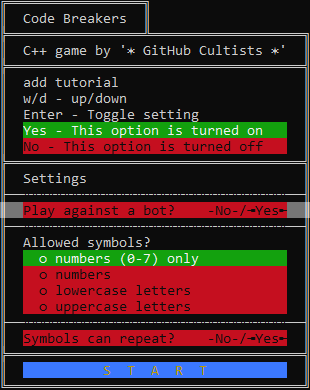 Code Breakers
C++ game by '* GitHub Cultists *'
add tutorial
w/d - up/down
Enter - Toggle setting
Yes - This option is turned on
No - This option is turned off
Settings
Play against a bot? -No-/→Yes←
Allowed symbols?
o numbers (0-7) only
o numbers
o lowercase letters
o uppercase letters
Symbols can repeat? -No-/→Yes←
S T A R T